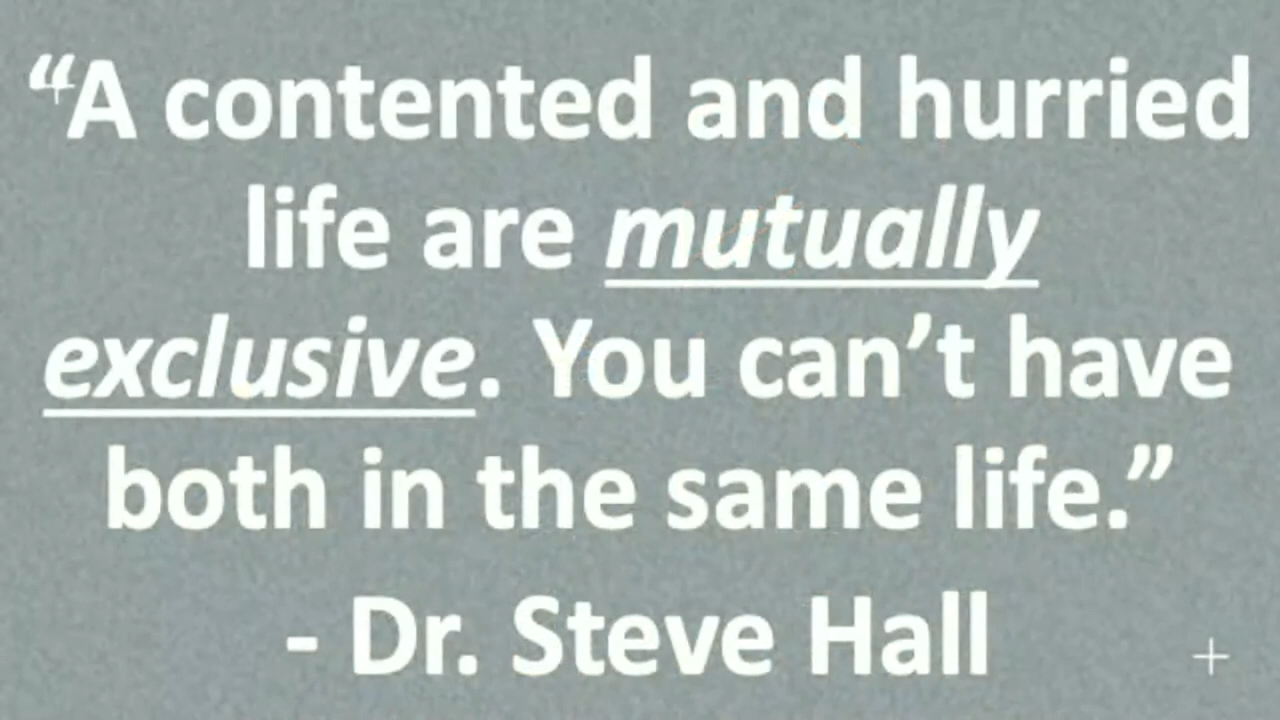 “A contented and hurried
life are mutually
exclusive. You can’t have
both in the same life.”
- Dr. Steve Hall